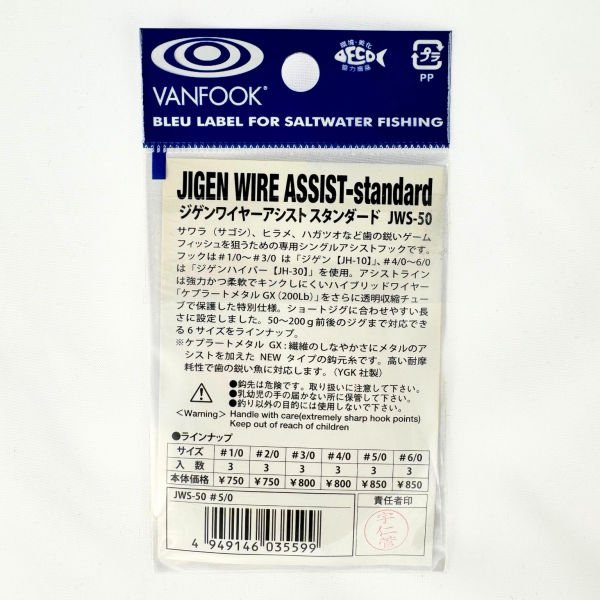 VANFOOK®
環境・美化
DECO
協力商品
プラ
PP
BLEU LABEL FOR SALTWATER FISHING
JIGEN WIRE ASSIST-standard
ジゲンワイヤーアシスト スタンダード JWS-50
サワラ（サゴシ）、ヒラメ、ハガツオなど歯の鋭いゲーム
フィッシュを狙うための専用シングルアシストフックです。
フックは＃1/0〜＃3/0 は「ジゲン【JH-10】」、＃4/0〜6/0
は「ジゲンハイパー【JH-30】」を使用。アシストライン
は強力かつ柔軟でキンクしにくいハイブリッドワイヤー
「ケプラートメタル GX (200Lb)」をさらに透明収縮チュー
ブで保護した特別仕様。ショートジグに合わせやすい長
さに設定しました。50〜200g 前後のジグまで対応でき
る 6 サイズをラインナップ。
※ケプラートメタル GX：繊維のしなやかさにメタルのア
シストを加えた NEW タイプの鈎元糸です。高い耐摩
耗性で歯の鋭い魚に対応します。（YGK 社製）
●鈎先は危険です。取り扱いに注意して下さい。
●乳幼児の手の届かない所に保管して下さい。
●釣り以外の目的には使用しないで下さい。
＜Warning＞ Handle with care(extremely sharp hook points)
Keep out of reach of children
●ラインナップ
サイズ ＃1/0 ＃2/0 ＃3/0 ＃4/0 ＃5/0 ＃6/0
入 数 3 3 3 3 3 3
本体価格 ￥750 ￥750 ￥800 ￥800 ￥850 ￥850
JWS-50 ＃5/0
責任者印
宇仁菅
4 949146 035599